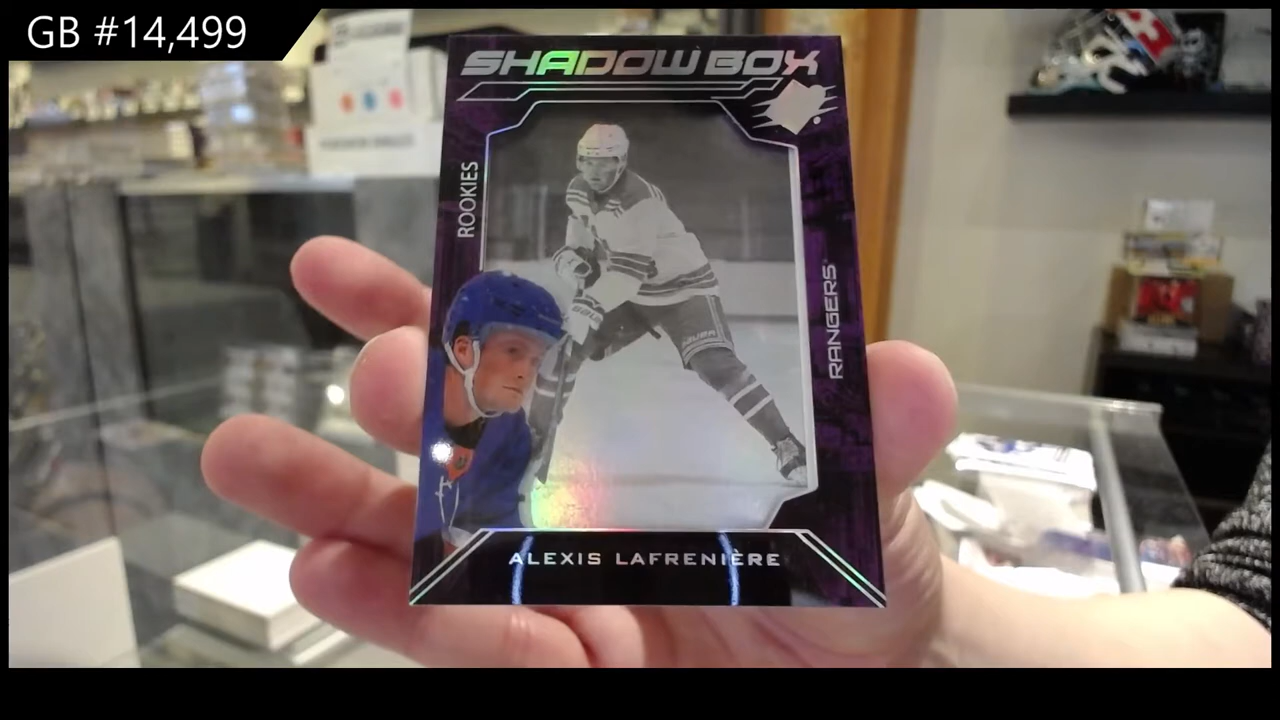 GB #14,499
SHADOW BOX
ROOKIES
RANGERS
ALEXIS LAFRENIÈRE